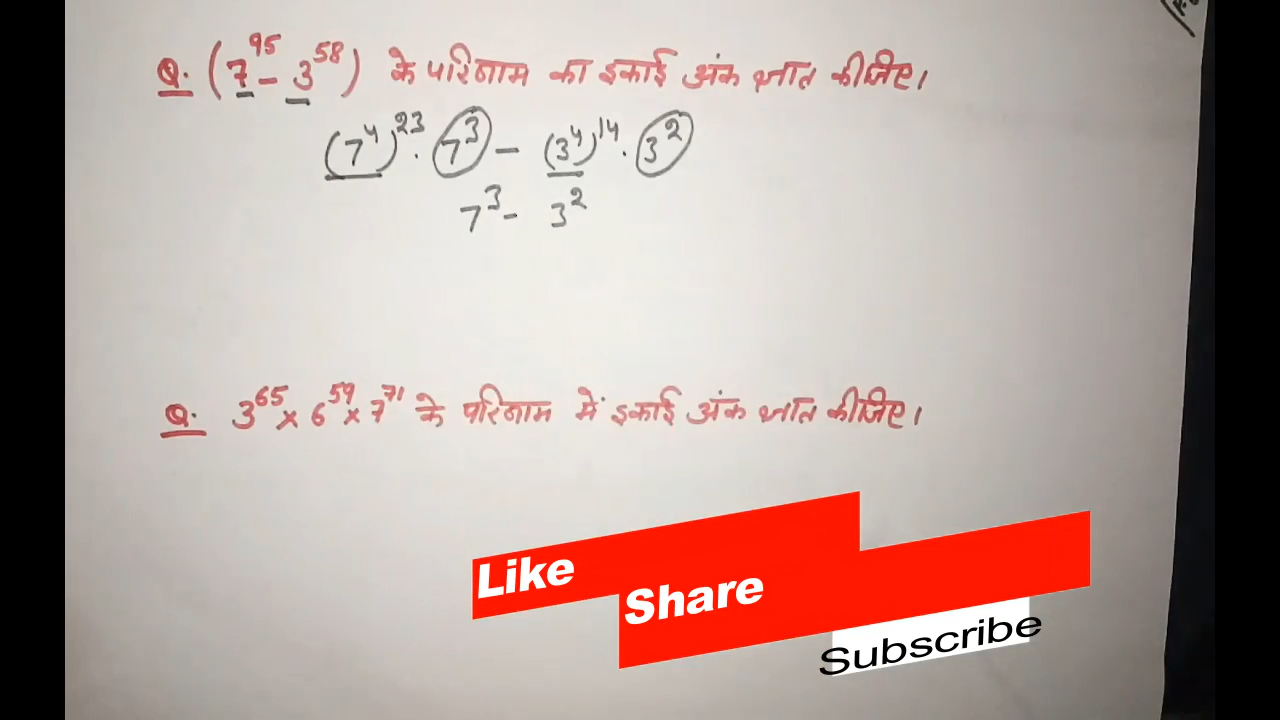 Q. (7^95 - 3^58) के परिणाम का इकाई अंक ज्ञात कीजिए।
(7^4)^23 . 7^3 - (3^4)^14 . 3^2
7^3 - 3^2
Q. 3^65 × 6^59 × 7^71 के परिणाम में इकाई अंक ज्ञात कीजिए।
Like
Share
Subscribe